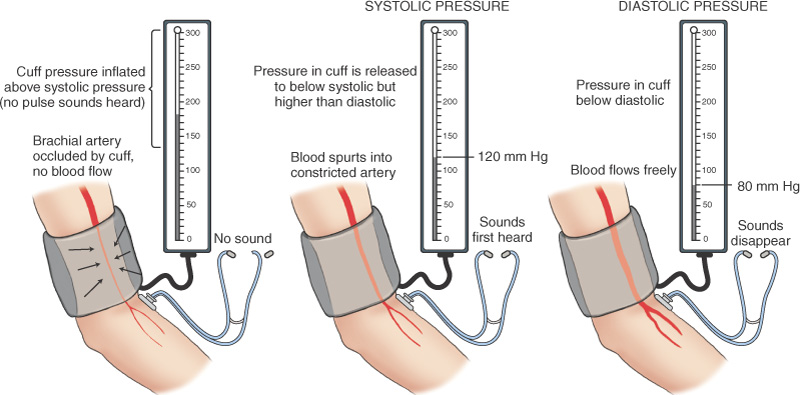 Cuff pressure inflated
above systolic pressure
(no pulse sounds heard)
Brachial artery
occluded by cuff,
no blood flow
300
250
200
150
100
50
0
No sound
SYSTOLIC PRESSURE
Pressure in cuff is released
to below systolic but
higher than diastolic
Blood spurts into
constricted artery
300
250
200
150
100
50
0
120 mm Hg
Sounds
first heard
DIASTOLIC PRESSURE
Pressure in cuff
below diastolic
Blood flows freely
300
250
200
150
100
50
0
80 mm Hg
Sounds
disappear